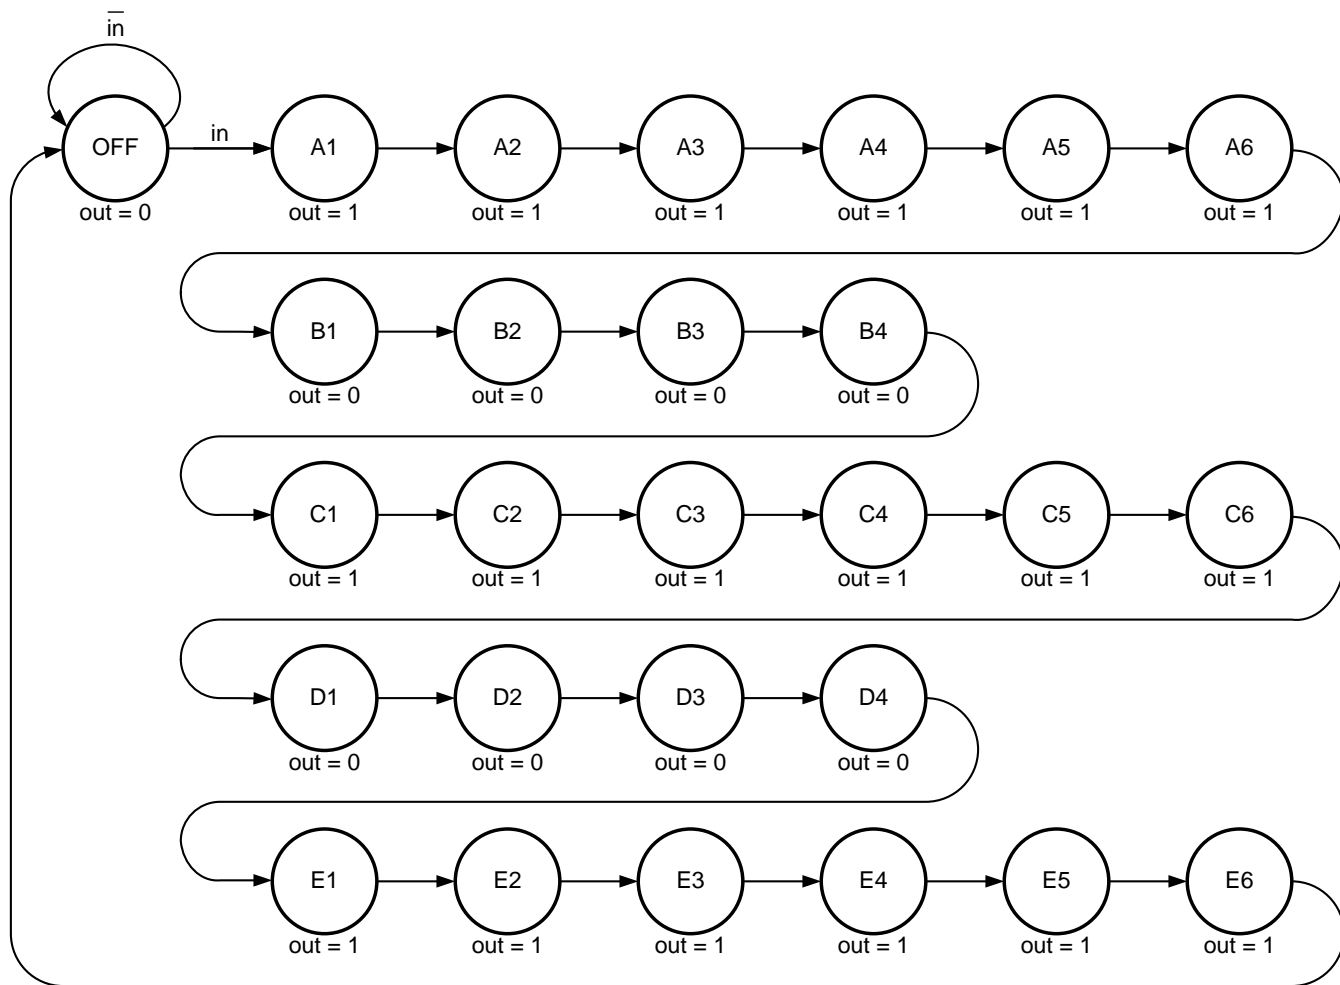 i̅n̅
in
OFF A1 A2 A3 A4 A5 A6
out = 0 out = 1 out = 1 out = 1 out = 1 out = 1 out = 1
B1 B2 B3 B4
out = 0 out = 0 out = 0 out = 0
C1 C2 C3 C4 C5 C6
out = 1 out = 1 out = 1 out = 1 out = 1 out = 1
D1 D2 D3 D4
out = 0 out = 0 out = 0 out = 0
E1 E2 E3 E4 E5 E6
out = 1 out = 1 out = 1 out = 1 out = 1 out = 1